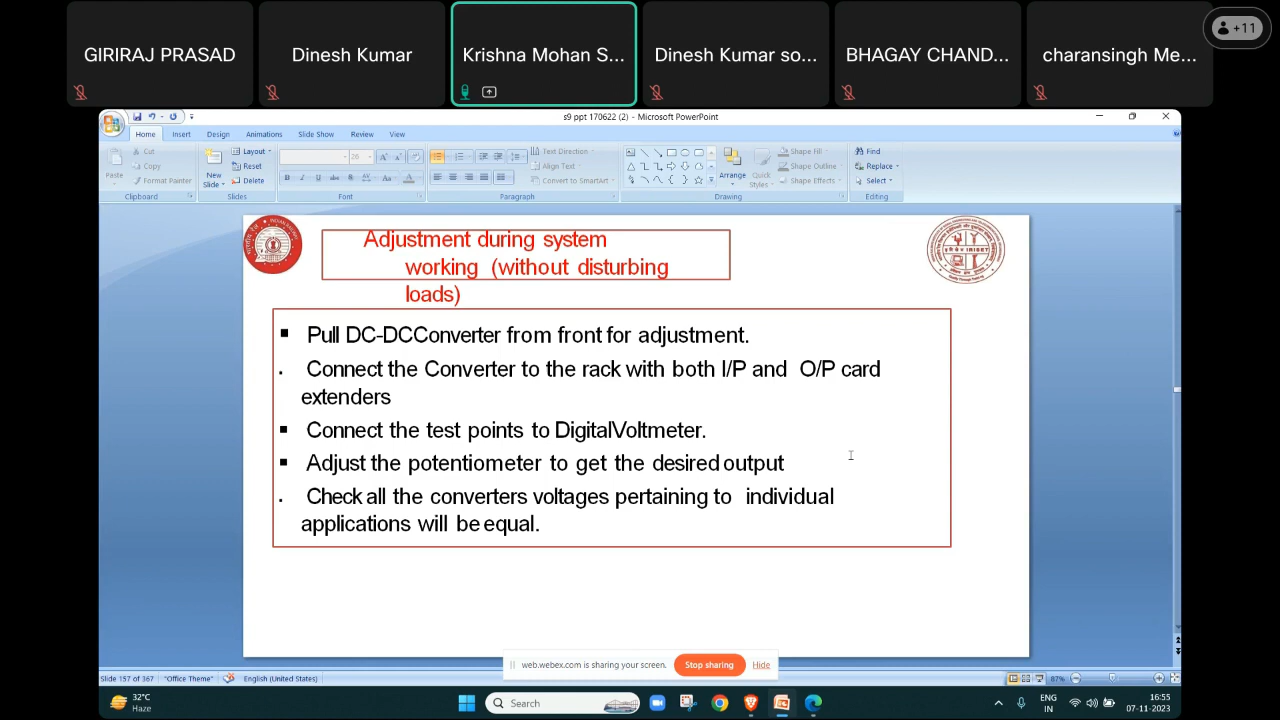 GIRIRAJ PRASAD
Dinesh Kumar
Krishna Mohan S...
Dinesh Kumar so...
BHAGAY CHAND...
charansingh Me...
+11
s9 ppt 170622 (2) - Microsoft PowerPoint
Home Insert Design Animations Slide Show Review View
Paste
Cut
Copy
Format Painter
Clipboard
New Slide
Layout
Reset
Delete
Slides
26
Font
Text Direction
Align Text
Convert to SmartArt
Paragraph
Arrange
Quick Styles
Shape Fill
Shape Outline
Shape Effects
Drawing
Find
Replace
Select
Editing
Adjustment during system
working (without disturbing
loads)
Pull DC-DCConverter from front for adjustment.
Connect the Converter to the rack with both I/P and O/P card
extenders
Connect the test points to DigitalVoltmeter.
Adjust the potentiometer to get the desired output
Check all the converters voltages pertaining to individual
applications will be equal.
web.webex.com is sharing your screen. Stop sharing Hide
Slide 157 of 367 "Office Theme" English (United States) 87%
32°C
Haze
Search
ENG
IN
16:55
07-11-2023